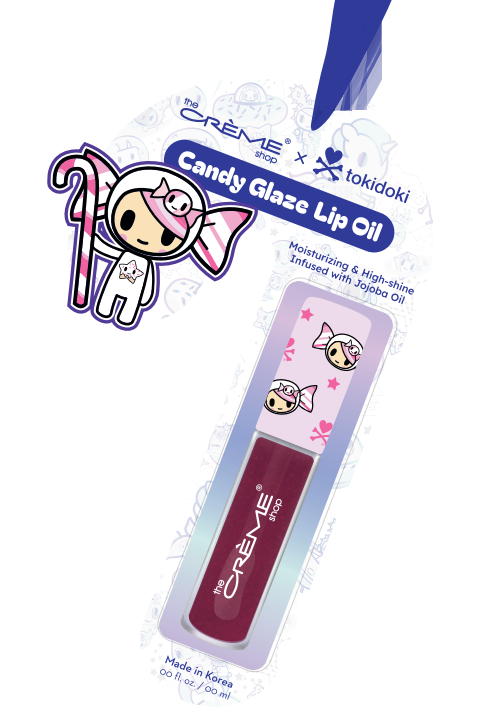 the
CRÈME®
shop
×
tokidoki
Candy Glaze Lip Oil
Moisturizing & High-shine
Infused with Jojoba Oil
the
CRÈME®
shop
Made in Korea
00 fl. oz. / 00 ml